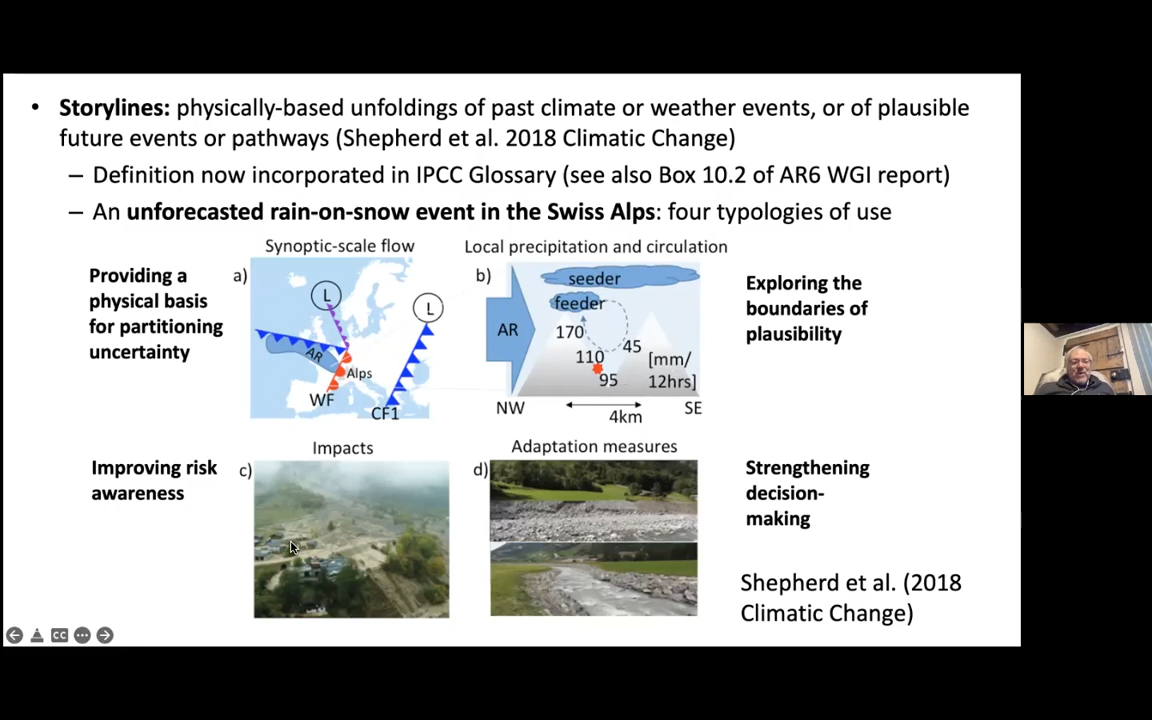 • Storylines: physically-based unfoldings of past climate or weather events, or of plausible
future events or pathways (Shepherd et al. 2018 Climatic Change)
– Definition now incorporated in IPCC Glossary (see also Box 10.2 of AR6 WGI report)
– An unforecasted rain-on-snow event in the Swiss Alps: four typologies of use
Providing a
physical basis
for partitioning
uncertainty
Synoptic-scale flow
a)
L
L
AR
Alps
WF
CF1
Local precipitation and circulation
b)
seeder
feeder
AR
170
110
45
95
[mm/
12hrs]
NW
SE
4km
Exploring the
boundaries of
plausibility
Improving risk
awareness
Impacts
c)
Adaptation measures
d)
Strengthening
decision-
making
Shepherd et al. (2018
Climatic Change)
CC